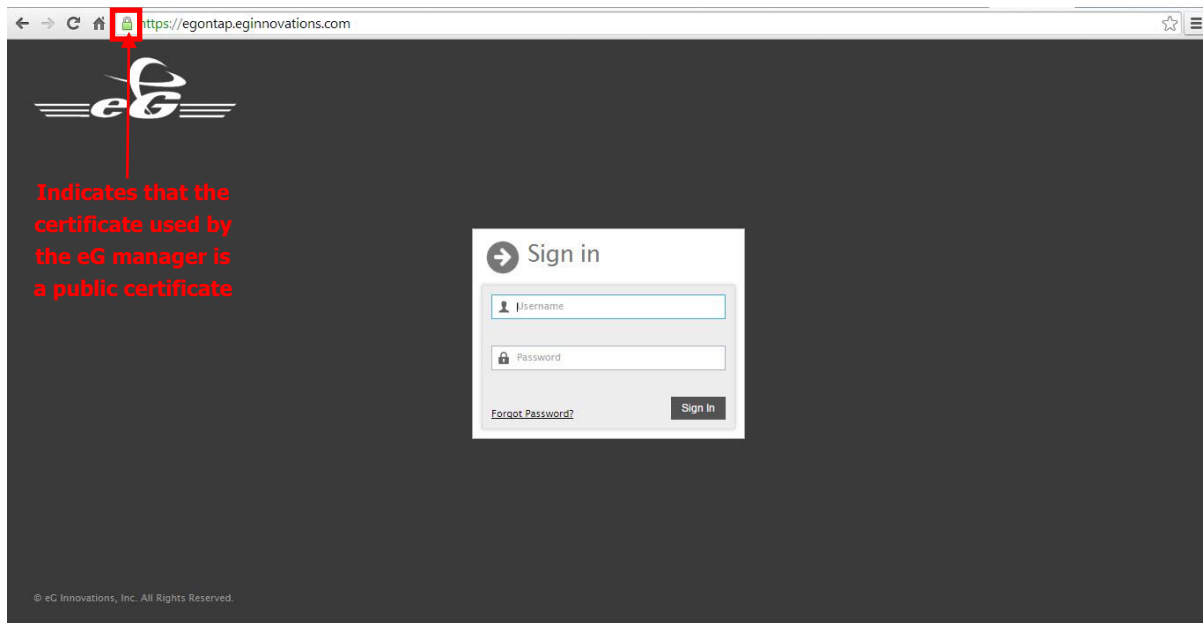 https://egontap.eginnovations.com
eG
Indicates that the
certificate used by
the eG manager is
a public certificate
Sign in
Username
Password
Forgot Password?
Sign In
© eG Innovations, Inc. All Rights Reserved.